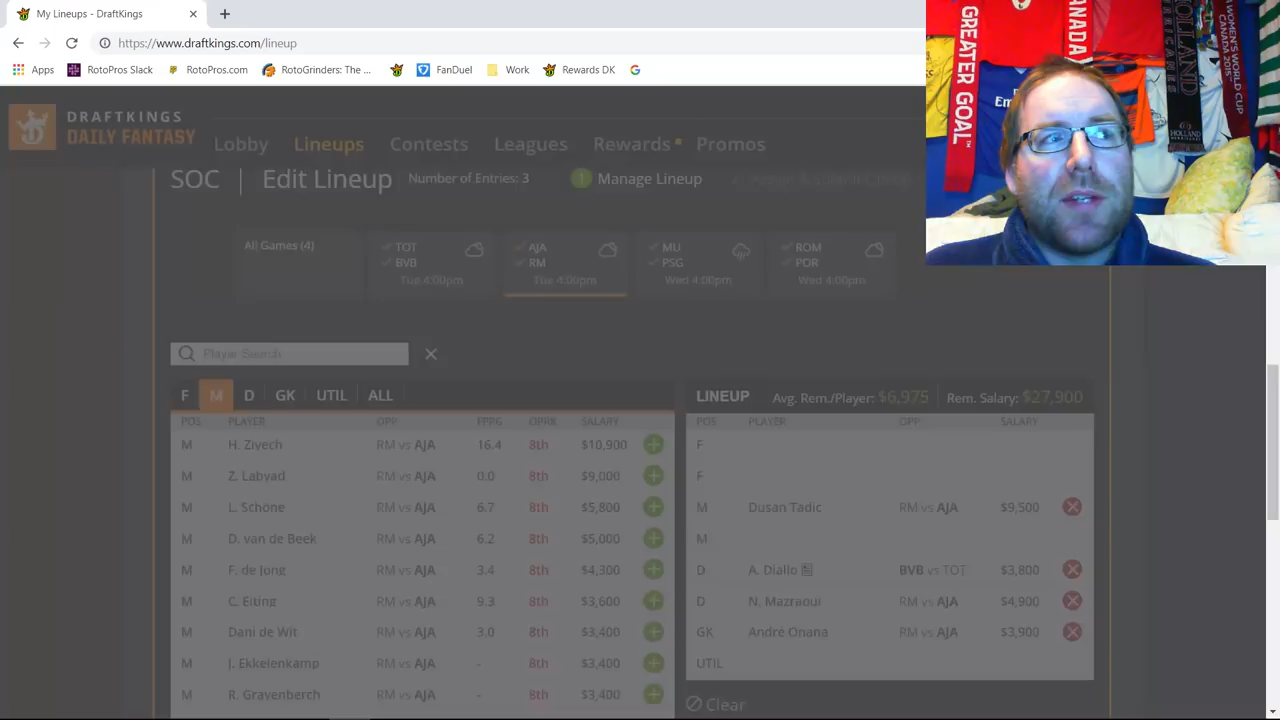 My Lineups - DraftKings
https://www.draftkings.com/lineup
Apps RotoPros Slack RotoPros.com RotoGrinders: The ... Fantasy Work Rewards DK
DRAFTKINGS
DAILY FANTASY
Lobby Lineups Contests Leagues Rewards Promos
SOC | Edit Lineup Number of Entries: 3 Manage Lineup
All Games (4)
TOT
BVB
Tue 4:00pm
AJA
RM
Tue 4:00pm
MU
PSG
Wed 4:00pm
ROM
POR
Wed 4:00pm
Player Search
F M D GK UTIL ALL
POS PLAYER OPP FPPG OPRK SALARY
M H. Ziyech RM vs AJA 16.4 8th $10,900
M Z. Labyad RM vs AJA 0.0 8th $9,000
M L. Schöne RM vs AJA 6.7 8th $5,800
M D. van de Beek RM vs AJA 6.2 8th $5,000
M F. de Jong RM vs AJA 3.4 8th $4,300
M C. Eiting RM vs AJA 9.3 8th $3,600
M Dani de Wit RM vs AJA 3.0 8th $3,400
M J. Ekkelenkamp RM vs AJA - 8th $3,400
M R. Gravenberch RM vs AJA - 8th $3,400
LINEUP Avg. Rem./Player: $6,975 Rem. Salary: $27,900
POS PLAYER OPP SALARY
F
F
M Dusan Tadic RM vs AJA $9,500
M
D A. Diallo BVB vs TOT $3,800
D N. Mazraoui RM vs AJA $4,900
GK André Onana RM vs AJA $3,900
UTIL
Clear
GREATER GOAL
CANADA
HOLLAND
HOLLAND
WOMEN'S WORLD CUP
CANADA 2015